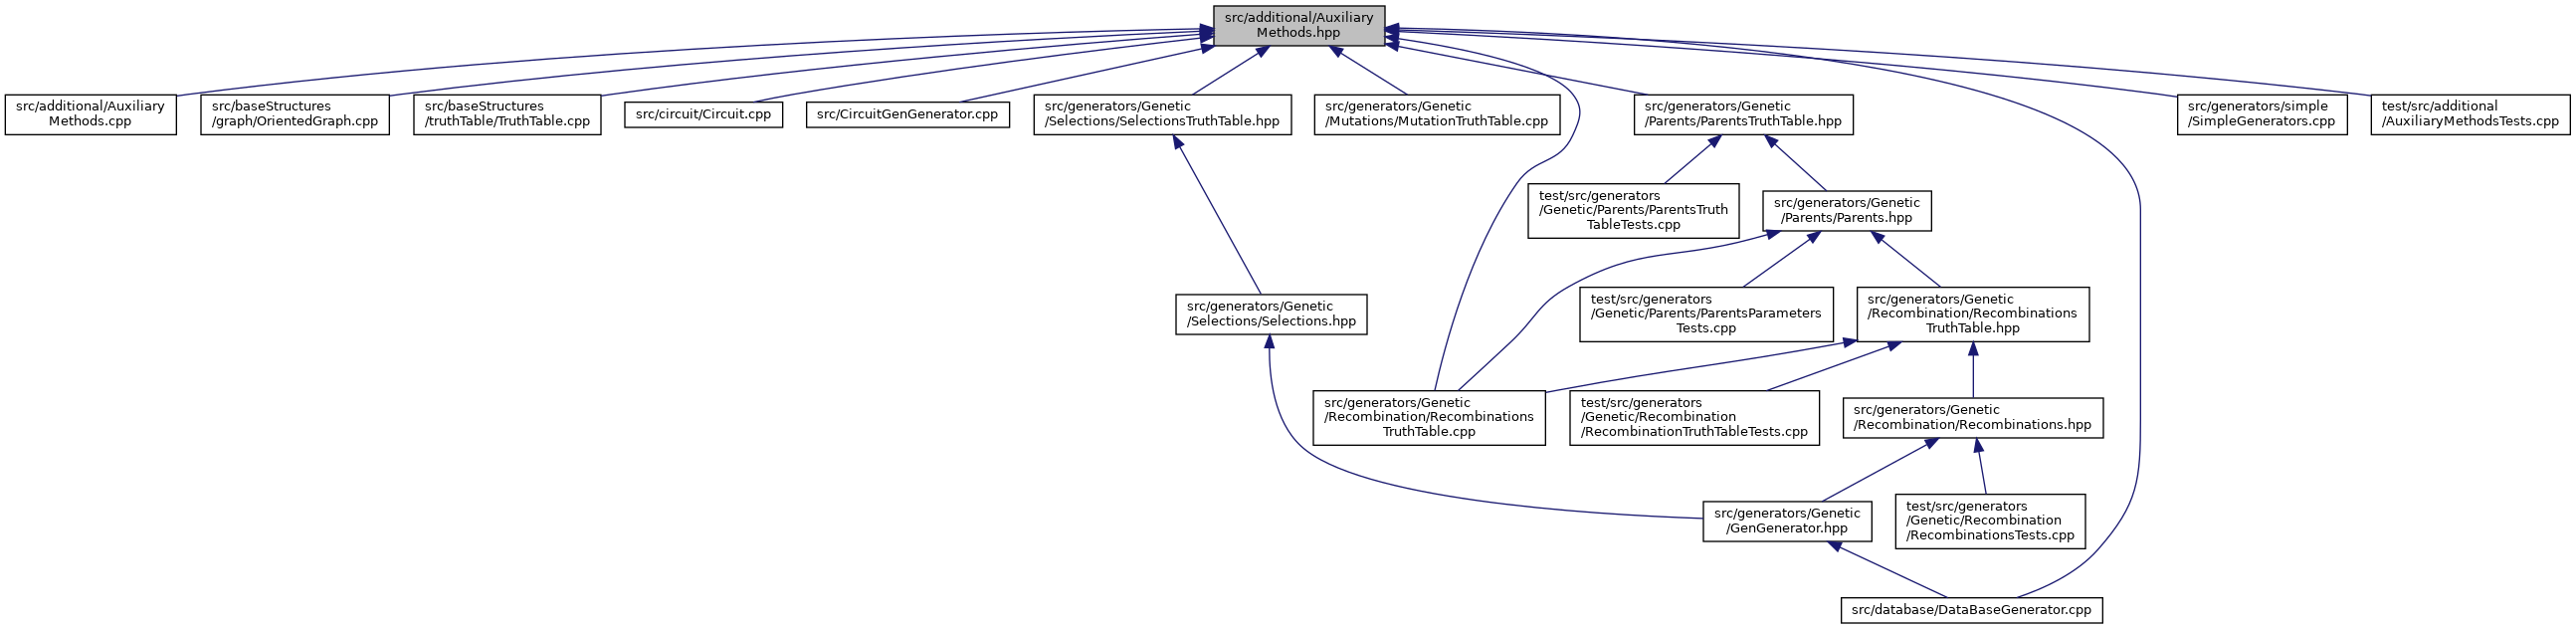 src/additional/Auxiliary
Methods.hpp
src/additional/Auxiliary
Methods.cpp
src/baseStructures
/graph/OrientedGraph.cpp
src/baseStructures
/truthTable/TruthTable.cpp
src/circuit/Circuit.cpp
src/CircuitGenGenerator.cpp
src/generators/Genetic
/Selections/SelectionsTruthTable.hpp
src/generators/Genetic
/Mutations/MutationTruthTable.cpp
src/generators/Genetic
/Parents/ParentsTruthTable.hpp
src/generators/simple
/SimpleGenerators.cpp
test/src/additional
/AuxiliaryMethodsTests.cpp
test/src/generators
/Genetic/Parents/ParentsTruth
TableTests.cpp
src/generators/Genetic
/Parents/Parents.hpp
src/generators/Genetic
/Selections/Selections.hpp
test/src/generators
/Genetic/Parents/ParentsParameters
Tests.cpp
src/generators/Genetic
/Recombination/Recombinations
TruthTable.hpp
src/generators/Genetic
/Recombination/Recombinations
TruthTable.cpp
test/src/generators
/Genetic/Recombination
/RecombinationTruthTableTests.cpp
src/generators/Genetic
/Recombination/Recombinations.hpp
src/generators/Genetic
/GenGenerator.hpp
test/src/generators
/Genetic/Recombination
/RecombinationsTests.cpp
src/database/DataBaseGenerator.cpp